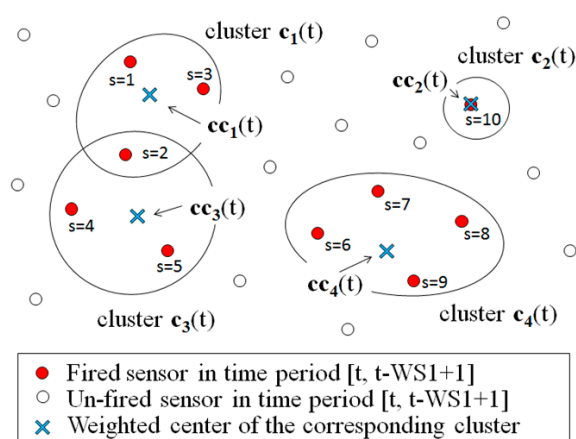 cluster c₁(t)
cluster c₂(t)
s=1
s=3
cc₂(t)
cc₁(t)
s=10
s=2
s=7
s=4
cc₃(t)
s=8
s=6
s=5
cc₄(t)
s=9
cluster c₃(t)
cluster c₄(t)
Fired sensor in time period [t, t-WS1+1]
Un-fired sensor in time period [t, t-WS1+1]
Weighted center of the corresponding cluster